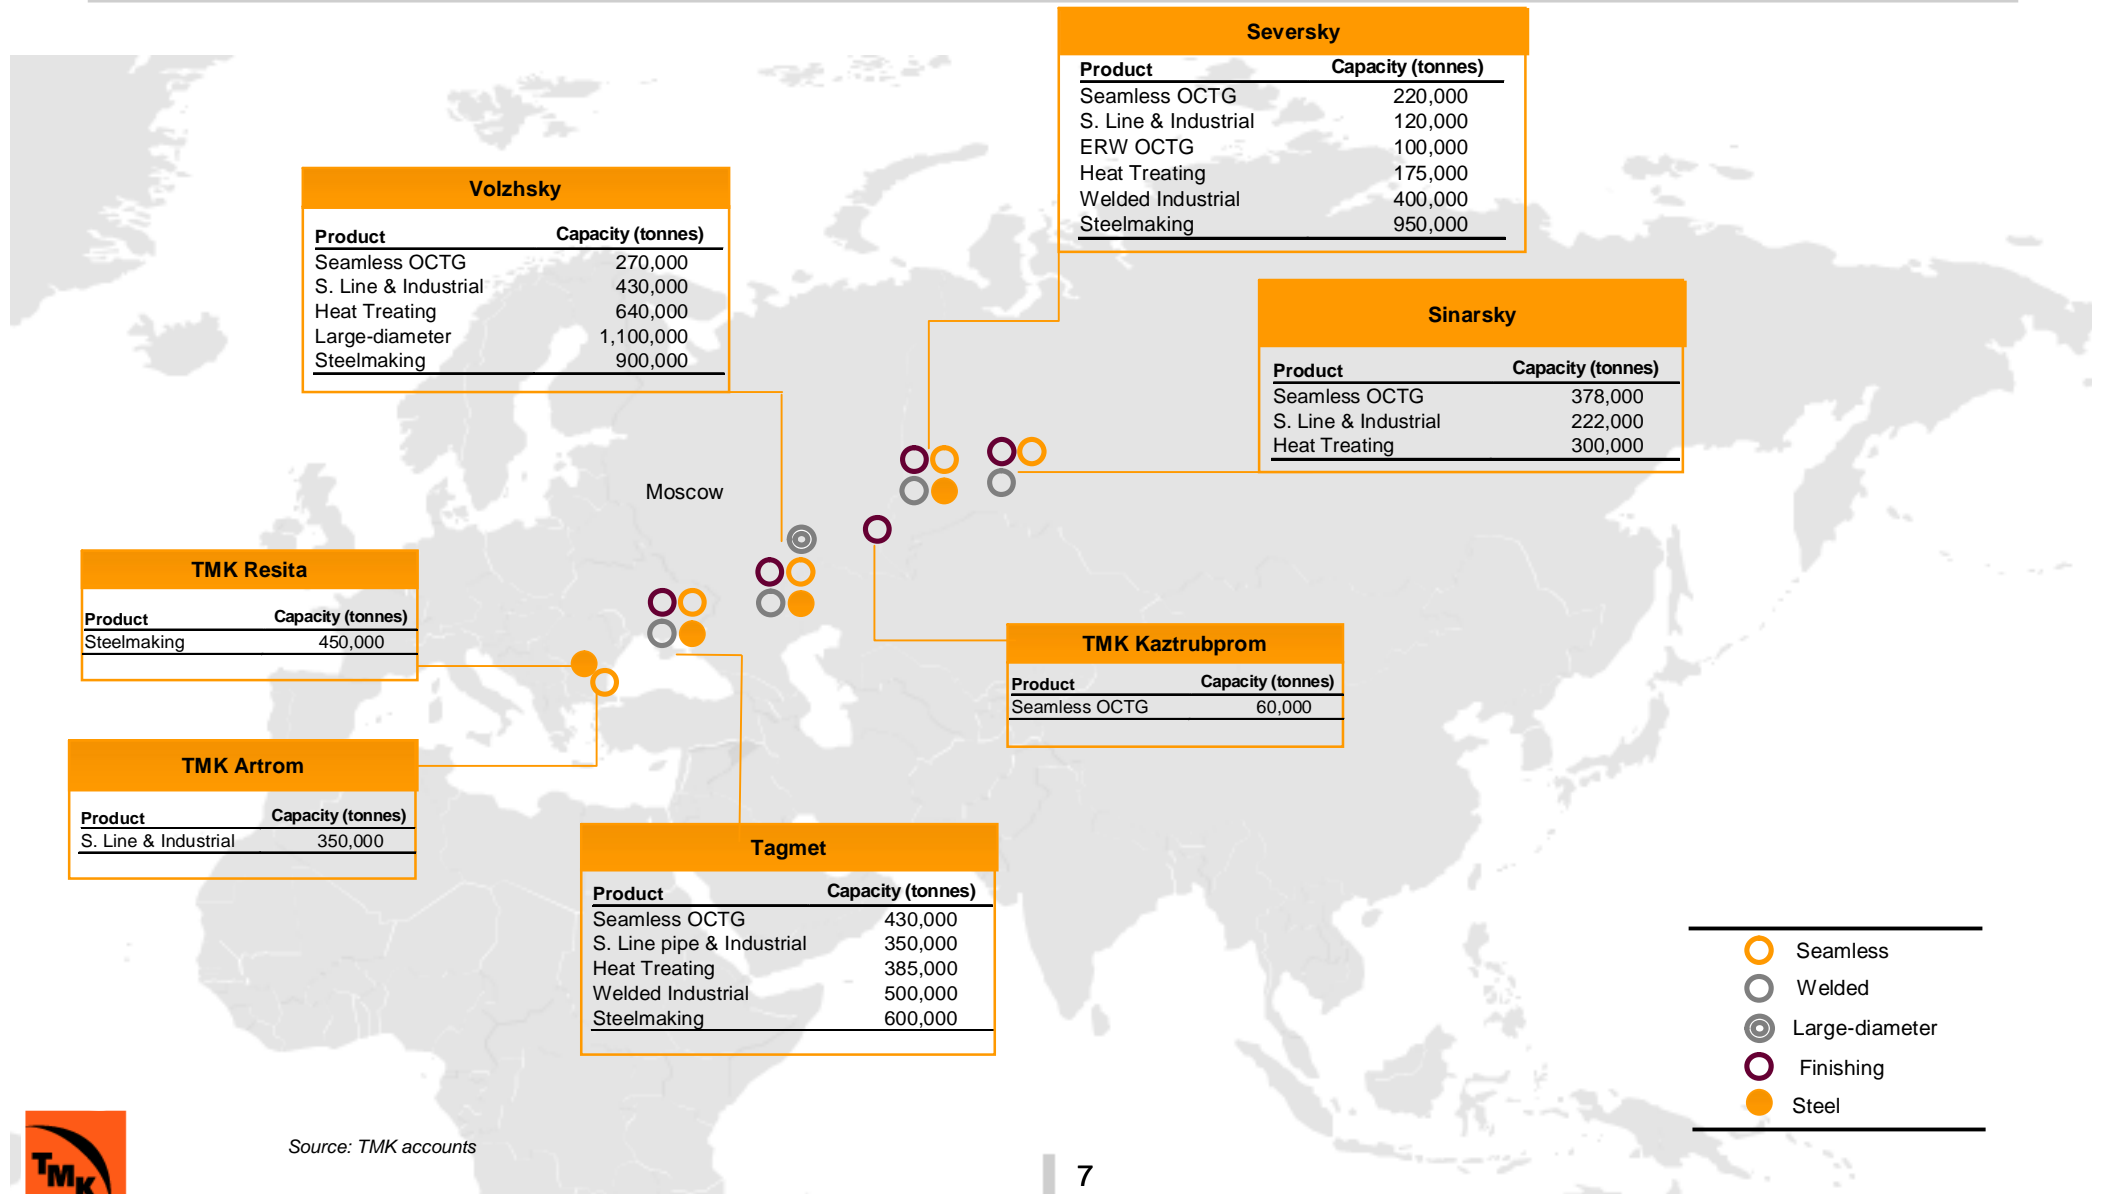 Seversky
Product Capacity (tonnes)
Seamless OCTG 220,000
S. Line & Industrial 120,000
ERW OCTG 100,000
Heat Treating 175,000
Welded Industrial 400,000
Steelmaking 950,000
Volzhsky
Product Capacity (tonnes)
Seamless OCTG 270,000
S. Line & Industrial 430,000
Heat Treating 640,000
Large-diameter 1,100,000
Steelmaking 900,000
Sinarsky
Product Capacity (tonnes)
Seamless OCTG 378,000
S. Line & Industrial 222,000
Heat Treating 300,000
Moscow
TMK Resita
Product Capacity (tonnes)
Steelmaking 450,000
TMK Kaztrubprom
Product Capacity (tonnes)
Seamless OCTG 60,000
TMK Artrom
Product Capacity (tonnes)
S. Line & Industrial 350,000
Tagmet
Product Capacity (tonnes)
Seamless OCTG 430,000
S. Line pipe & Industrial 350,000
Heat Treating 385,000
Welded Industrial 500,000
Steelmaking 600,000
Seamless
Welded
Large-diameter
Finishing
Steel
Source: TMK accounts
TMK
7